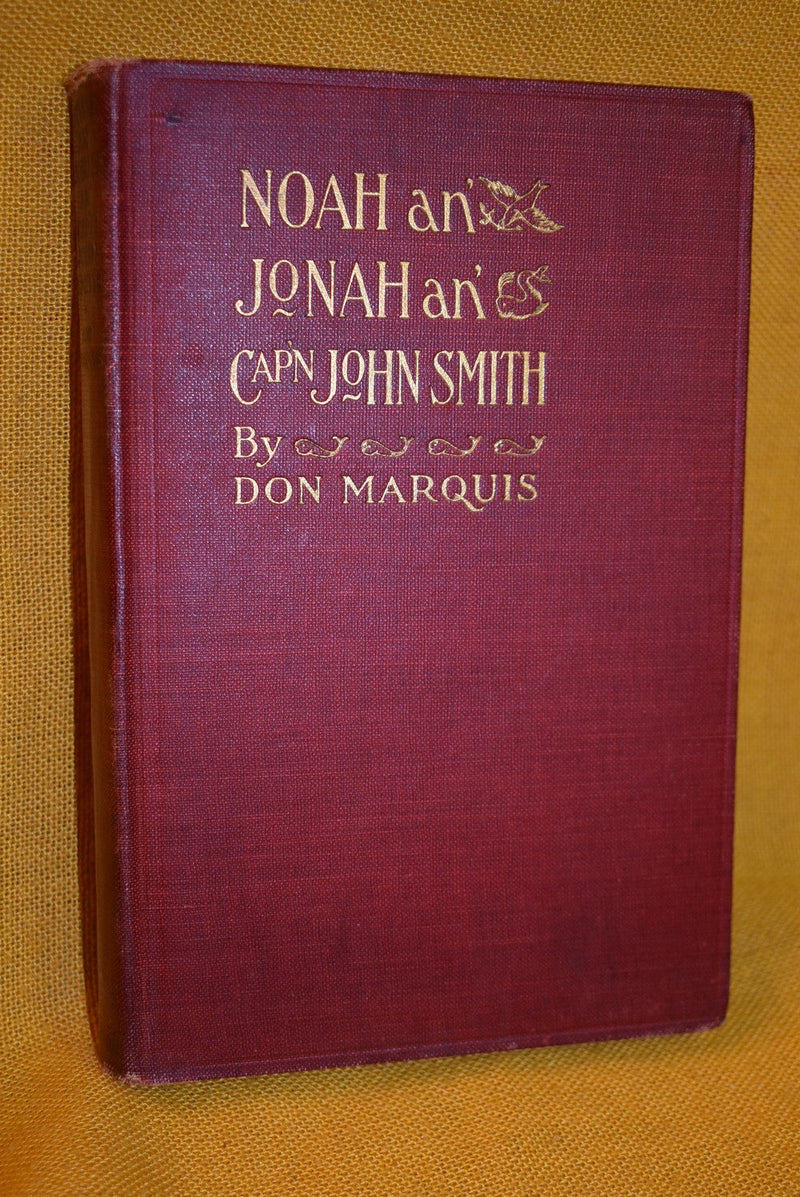 NOAH an'
JONAH an'
CAP'N JOHN SMITH
By
DON MARQUIS